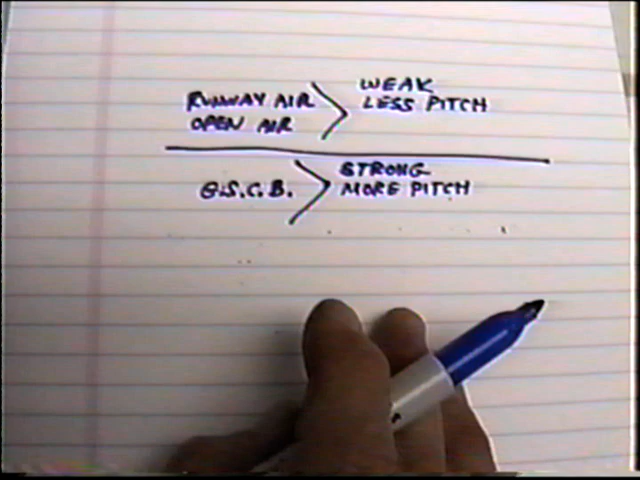 RUNWAY AIR > WEAK
OPEN AIR LESS PITCH
G.S.C.B. > STRONG
MORE PITCH